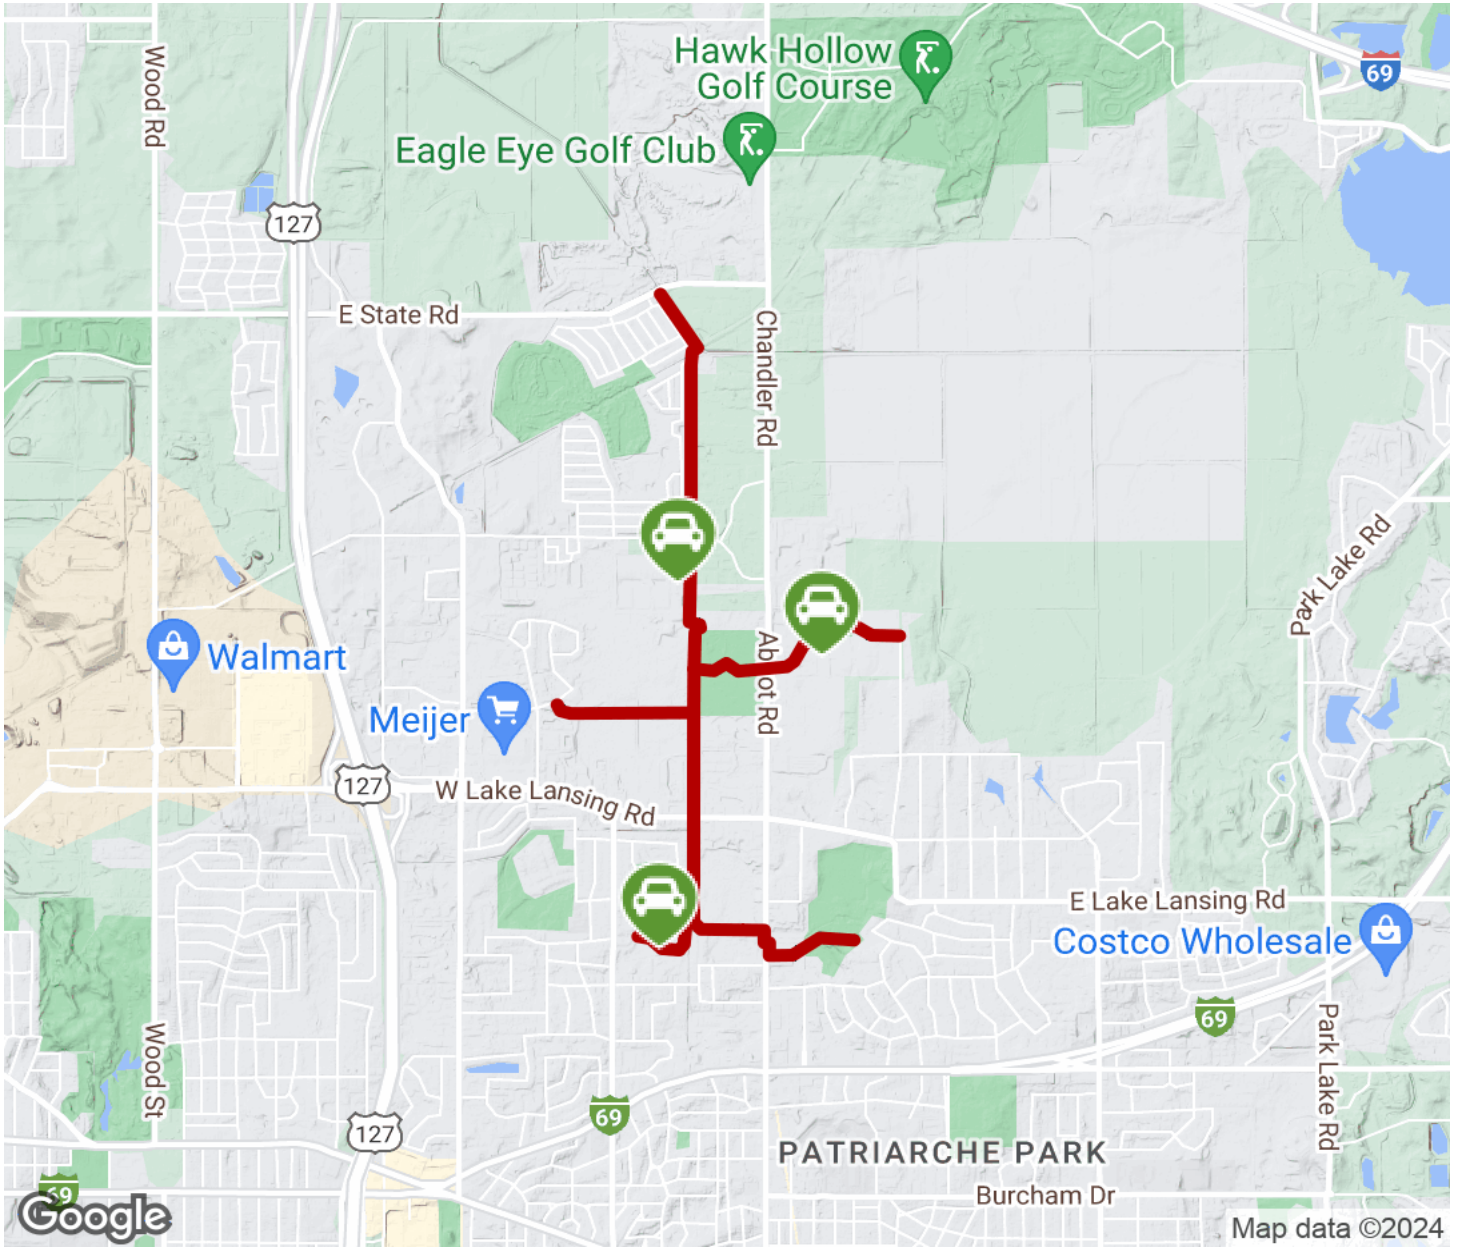 Hawk Hollow
Golf Course
Eagle Eye Golf Club
Wood Rd
69
127
E State Rd
Chandler Rd
Park Lake Rd
Walmart
Abbot Rd
Meijer
127
W Lake Lansing Rd
E Lake Lansing Rd
Costco Wholesale
69
Wood St
Park Lake Rd
69
127
PATRIARCHE PARK
69
Burcham Dr
Google
Map data ©2024